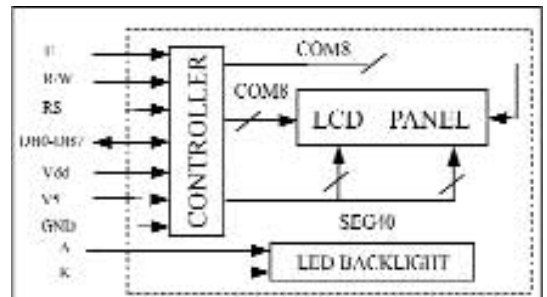 E
R/W
RS
DB0-DB7
Vdd
GND
A
K
CONTROLLER
COM8
COM8
LCD PANEL
SEG40
LED BACKLIGHT